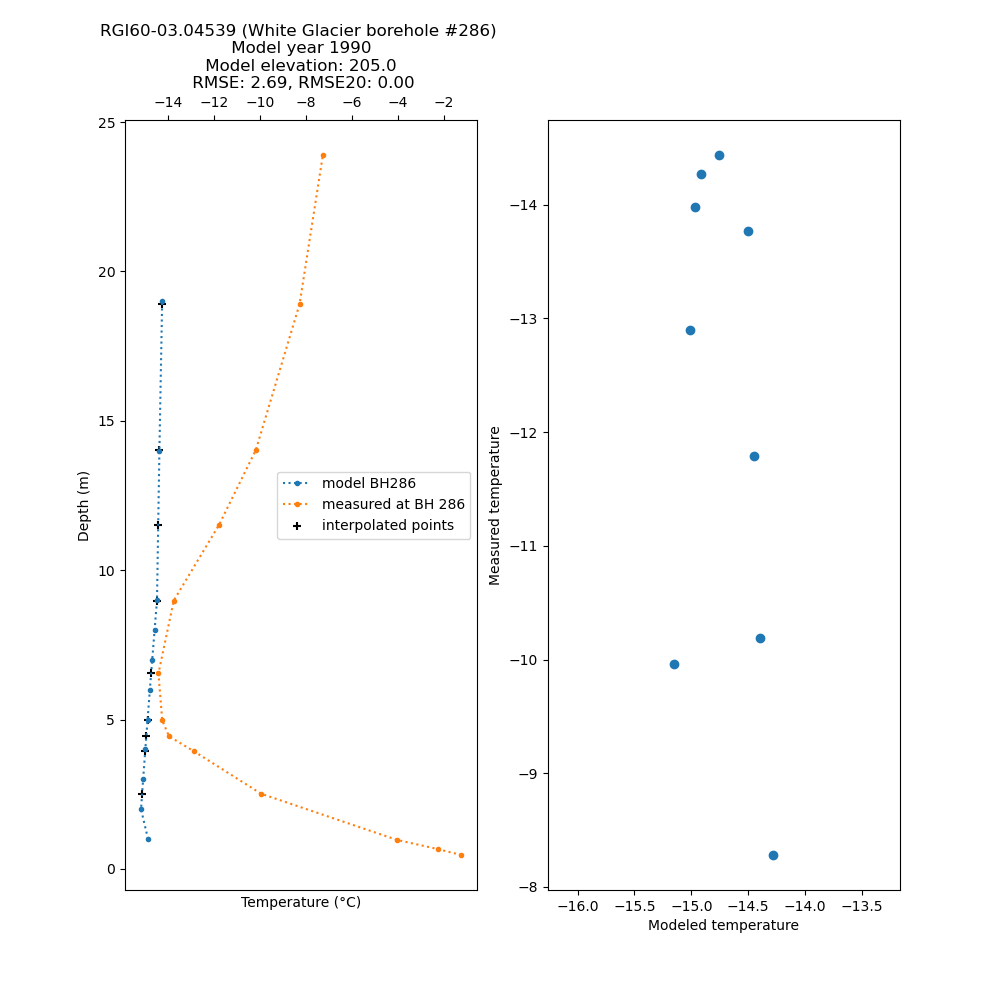 RGI60-03.04539 (White Glacier borehole #286)
Model year 1990
Model elevation: 205.0
RMSE: 2.69, RMSE20: 0.00
−14 −12 −10 −8 −6 −4 −2
25
20
15
10
5
0
Depth (m)
model BH286
measured at BH 286
interpolated points
Temperature (°C)
−14
−13
−12
−11
−10
−9
−8
Measured temperature
−16.0 −15.5 −15.0 −14.5 −14.0 −13.5
Modeled temperature